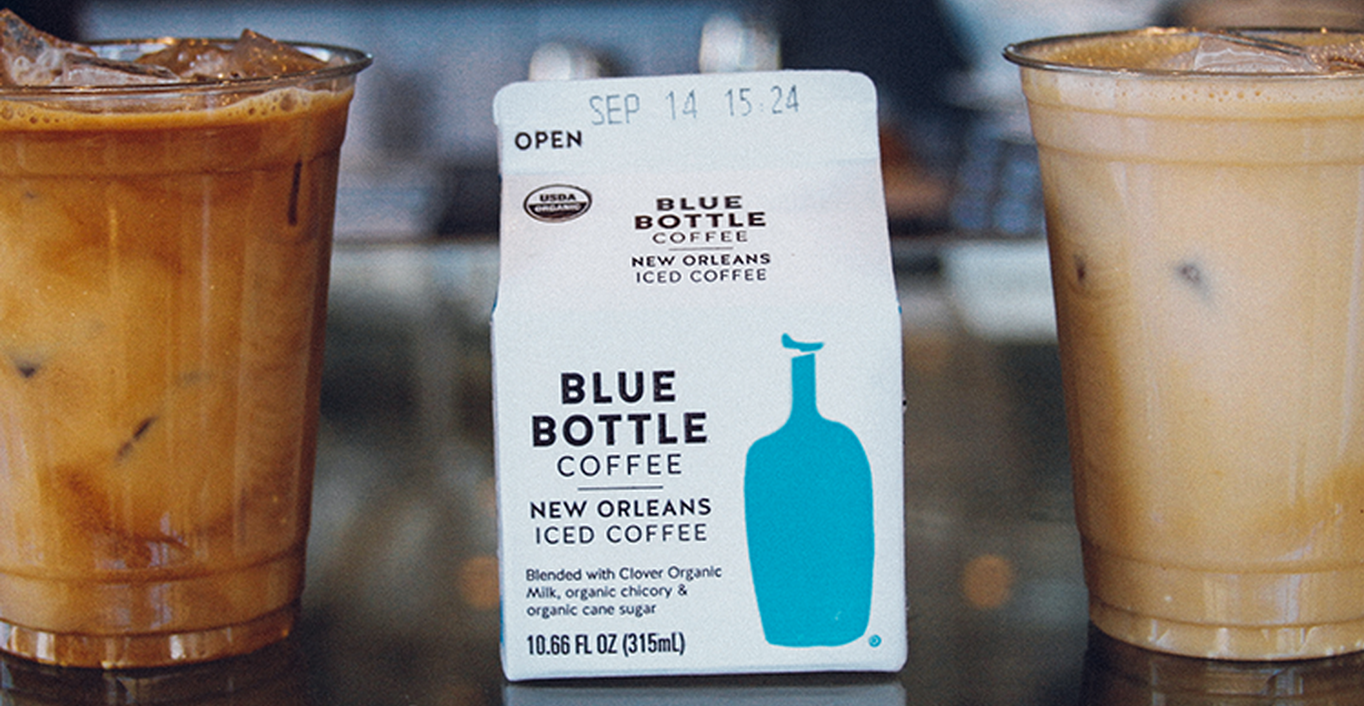 SEP 14 15:24
OPEN
USDA
ORGANIC
BLUE
BOTTLE
COFFEE
NEW ORLEANS
ICED COFFEE
BLUE
BOTTLE
COFFEE
NEW ORLEANS
ICED COFFEE
Blended with Clover Organic
Milk, organic chicory &
organic cane sugar
10.66 FL OZ (315mL)